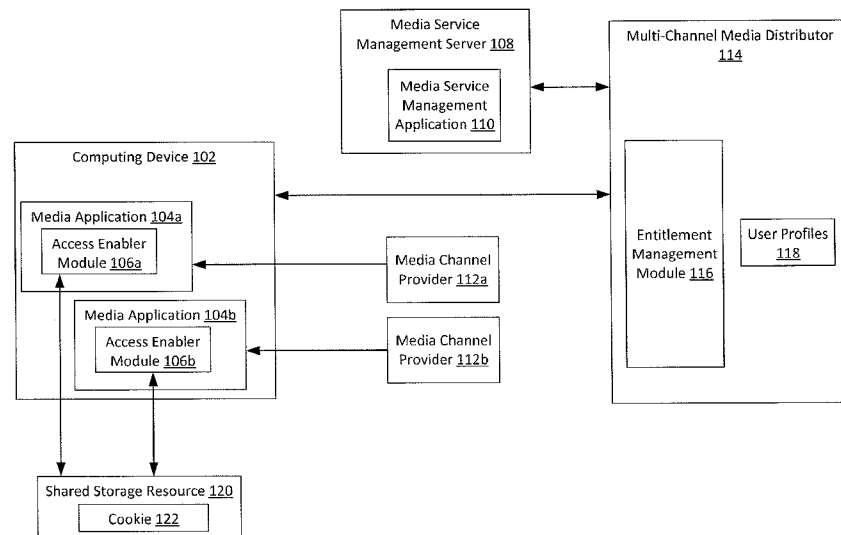 Media Service
Management Server 108
Media Service
Management
Application 110
Multi-Channel Media Distributor
114
Computing Device 102
Media Application 104a
Access Enabler
Module 106a
Media Application 104b
Access Enabler
Module 106b
Media Channel
Provider 112a
Media Channel
Provider 112b
Entitlement
Management
Module 116
User Profiles
118
Shared Storage Resource 120
Cookie 122